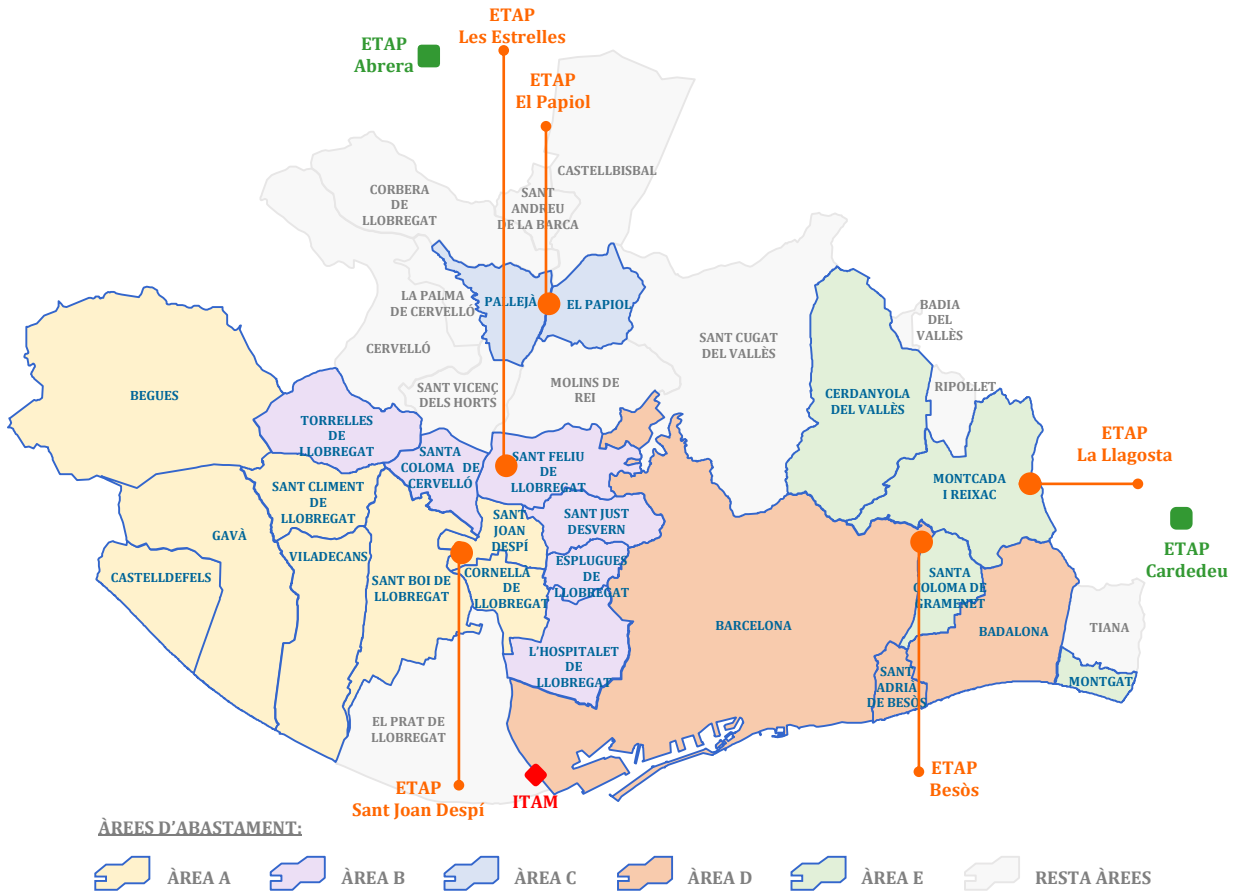 ETAP
Les Estrelles
ETAP
Abrera
ETAP
El Papiol
CASTELLBISBAL
CORBERA
DE
LLOBREGAT
SANT
ANDREU
DE LA BARCA
LA PALMA
DE CERVELLÓ
PALLEJÀ
EL PAPIOL
BADIA
DEL
VALLÈS
SANT CUGAT
DEL VALLÈS
CERVELLÓ
SANT VICENÇ
DELS HORTS
MOLINS DE
REI
RIPOLLET
BEGUES
CERDANYOLA
DEL VALLÈS
TORRELLES
DE
LLOBREGAT
SANTA
COLOMA DE
CERVELLÓ
SANT FELIU
DE
LLOBREGAT
ETAP
La Llagosta
MONTCADA
I REIXAC
SANT CLIMENT
DE
LLOBREGAT
SANT
JOAN
DESPÍ
SANT JUST
DESVERN
GAVÀ
VILADECANS
CASTELLDEFELS
SANT BOI DE
LLOBREGAT
CORNELLÀ
DE
LLOBREGAT
ESPLUGUES
DE
LLOBREGAT
SANTA
COLOMA DE
GRAMENET
ETAP
Cardedeu
BARCELONA
BADALONA
TIANA
L'HOSPITALET
DE
LLOBREGAT
SANT
ADRIÀ
DE BESÒS
MONTGAT
EL PRAT DE
LLOBREGAT
ETAP
Sant Joan Despí
ITAM
ETAP
Besòs
ÀREES D'ABASTAMENT:
ÀREA A
ÀREA B
ÀREA C
ÀREA D
ÀREA E
RESTA ÀREES